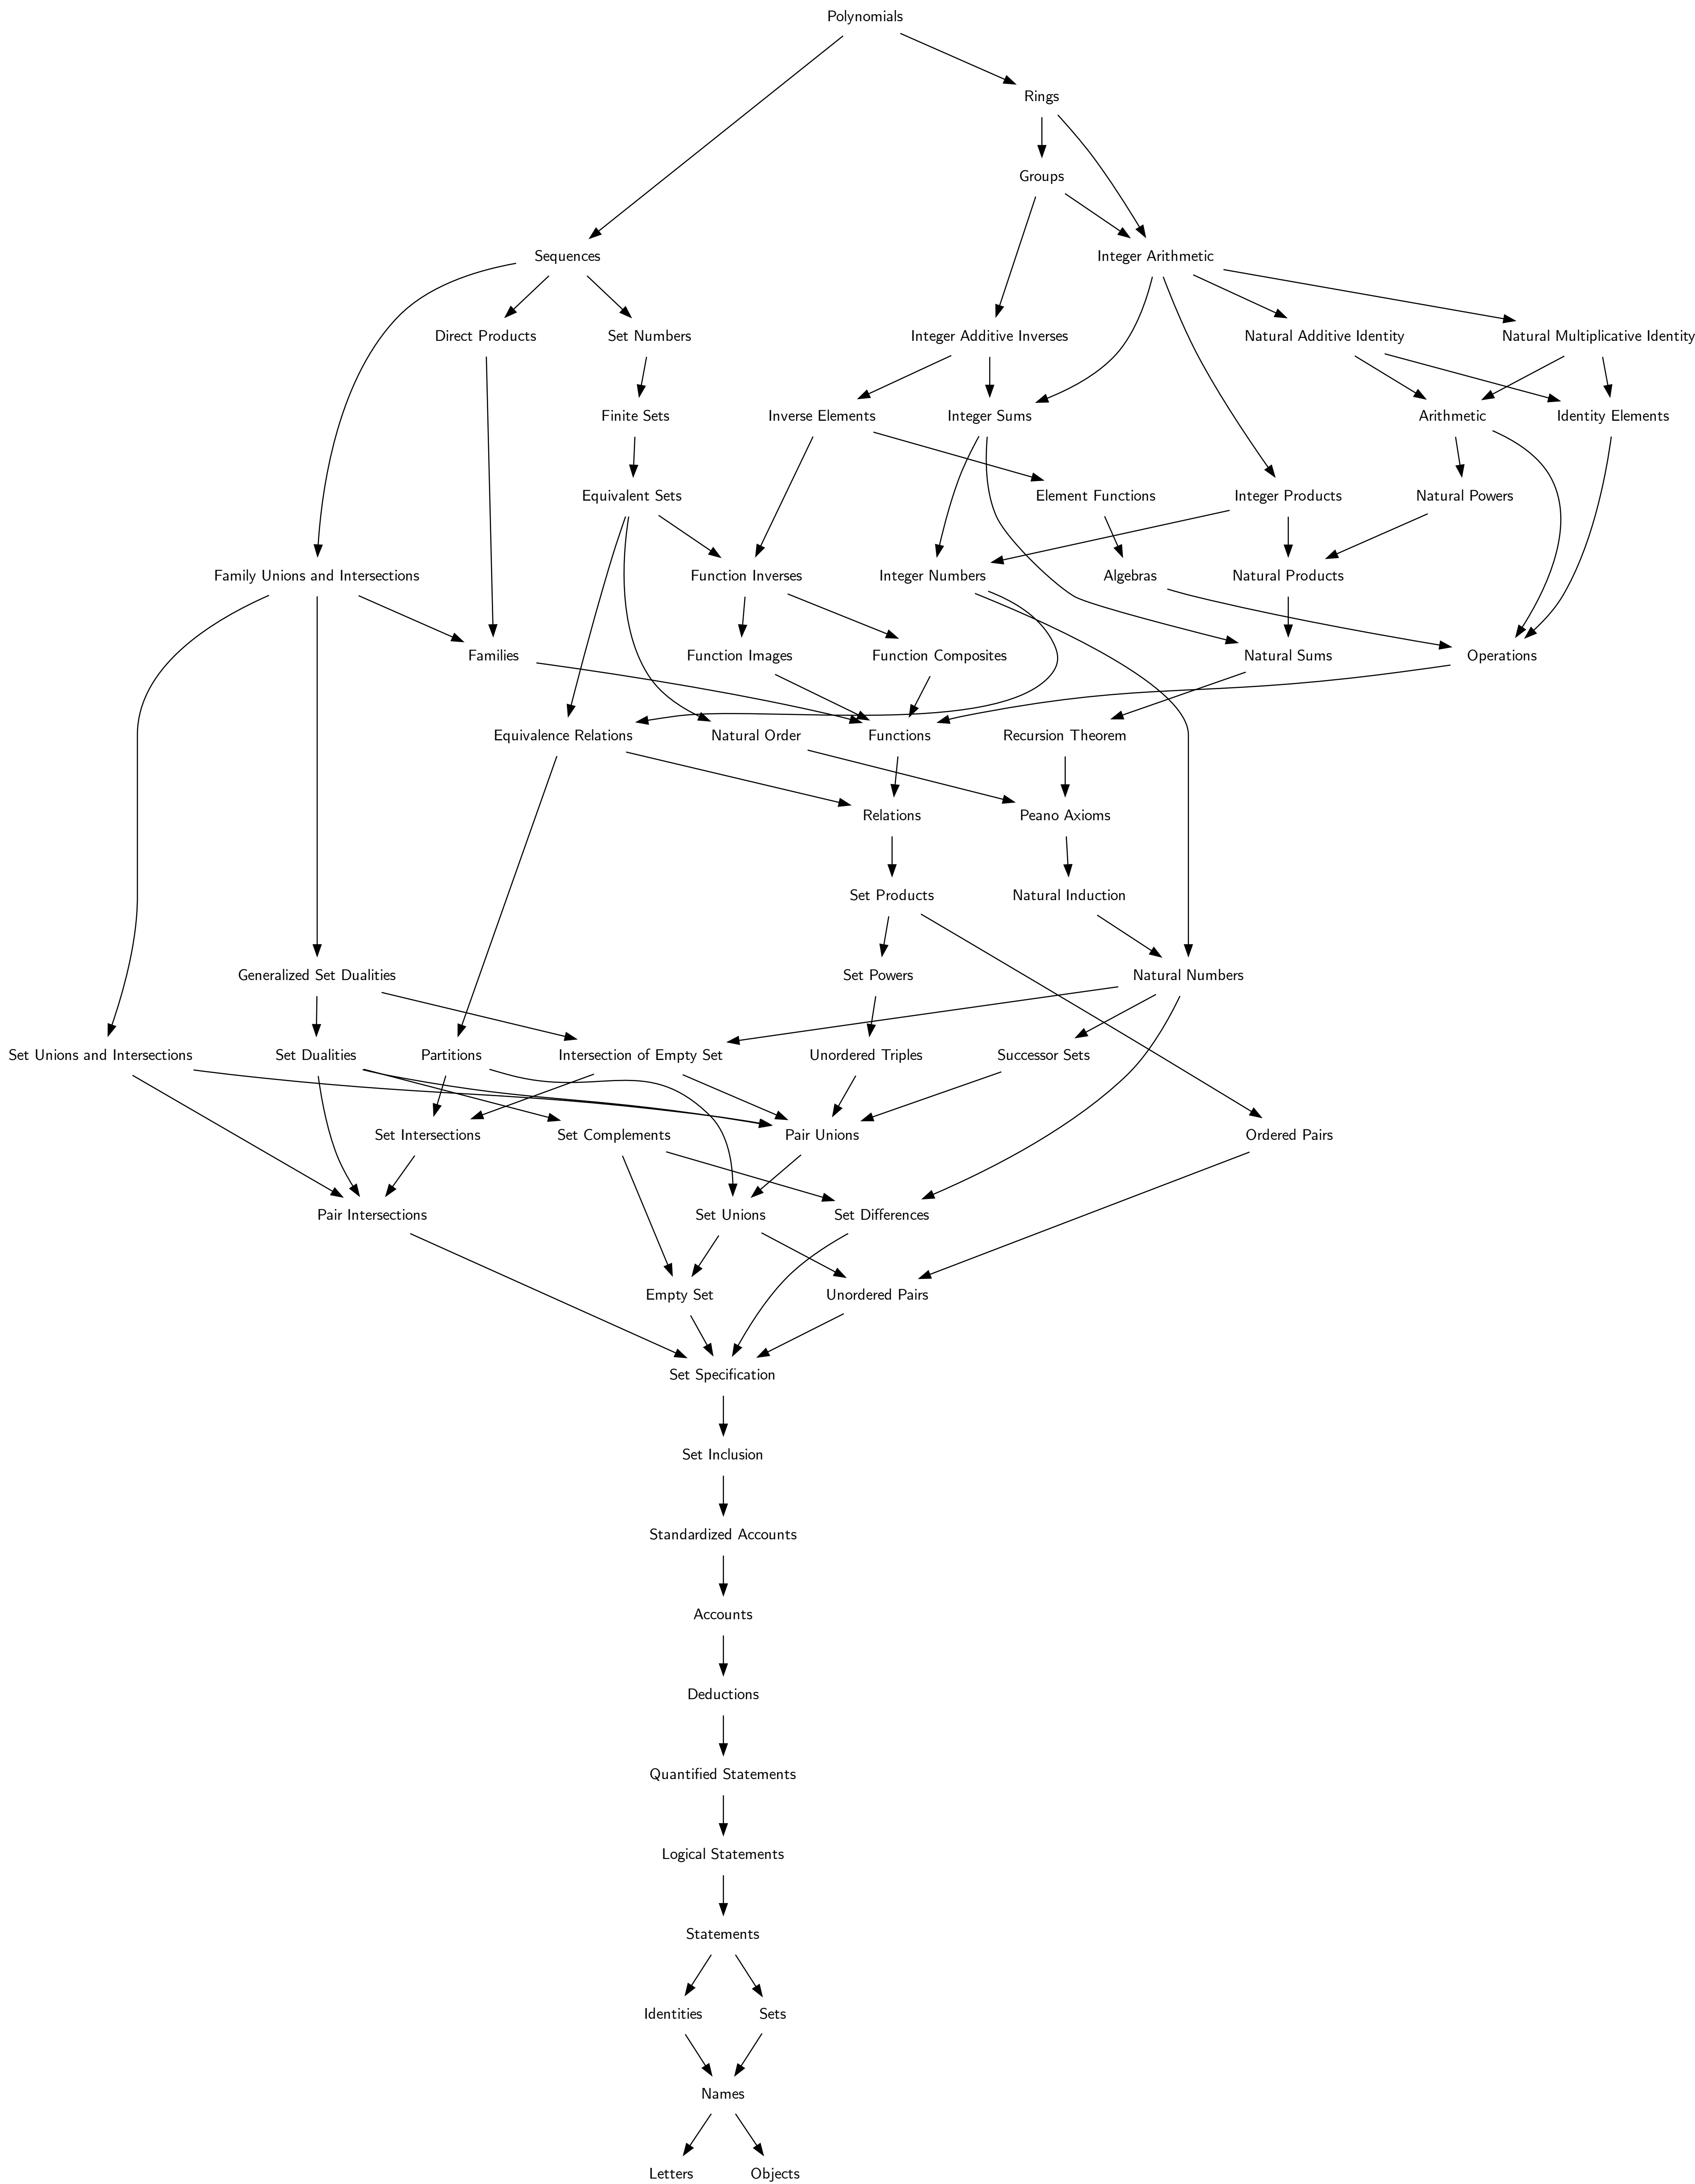 Polynomials
Rings
Groups
Sequences
Integer Arithmetic
Direct Products
Set Numbers
Integer Additive Inverses
Natural Additive Identity
Natural Multiplicative Identity
Finite Sets
Inverse Elements
Integer Sums
Arithmetic
Identity Elements
Equivalent Sets
Element Functions
Integer Products
Natural Powers
Family Unions and Intersections
Function Inverses
Integer Numbers
Algebras
Natural Products
Families
Function Images
Function Composites
Natural Sums
Operations
Equivalence Relations
Natural Order
Functions
Recursion Theorem
Relations
Peano Axioms
Set Products
Natural Induction
Generalized Set Dualities
Set Powers
Natural Numbers
Set Unions and Intersections
Set Dualities
Partitions
Intersection of Empty Set
Unordered Triples
Successor Sets
Set Intersections
Set Complements
Pair Unions
Ordered Pairs
Pair Intersections
Set Unions
Set Differences
Empty Set
Unordered Pairs
Set Specification
Set Inclusion
Standardized Accounts
Accounts
Deductions
Quantified Statements
Logical Statements
Statements
Identities
Sets
Names
Letters
Objects